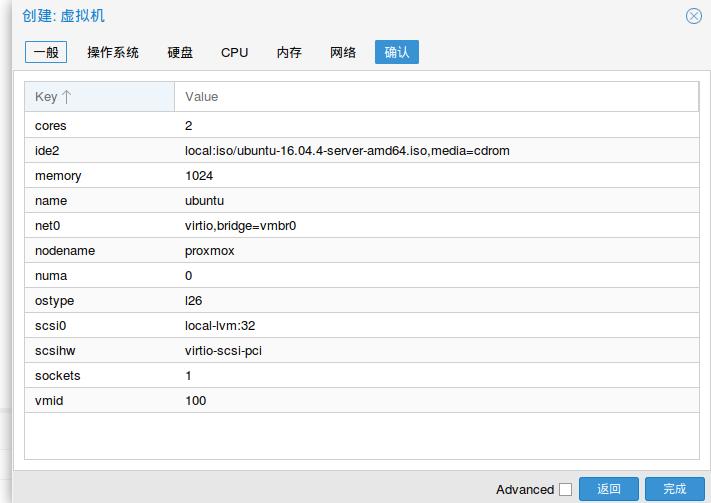 创建: 虚拟机
一般 操作系统 硬盘 CPU 内存 网络 确认
Key Value
cores 2
ide2 local:iso/ubuntu-16.04.4-server-amd64.iso,media=cdrom
memory 1024
name ubuntu
net0 virtio,bridge=vmbr0
nodename proxmox
numa 0
ostype l26
scsi0 local-lvm:32
scsihw virtio-scsi-pci
sockets 1
vmid 100
Advanced 返回 完成